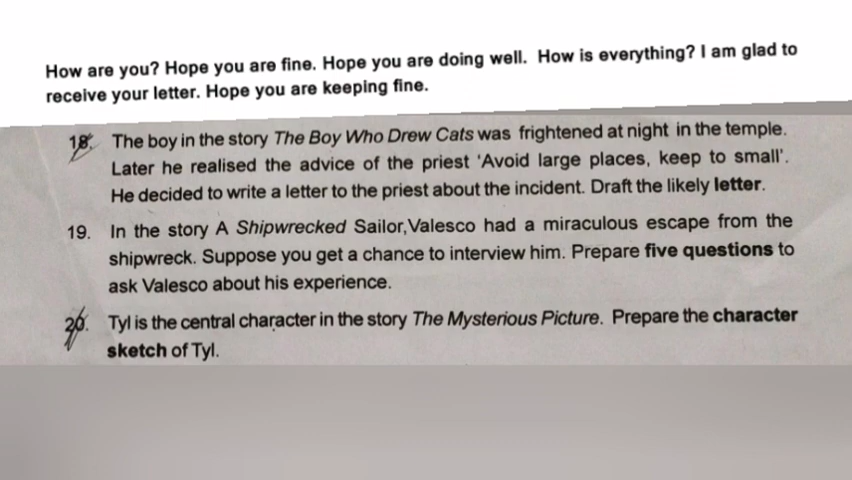 How are you? Hope you are fine. Hope you are doing well. How is everything? I am glad to
receive your letter. Hope you are keeping fine.
18. The boy in the story The Boy Who Drew Cats was frightened at night in the temple.
Later he realised the advice of the priest 'Avoid large places, keep to small'.
He decided to write a letter to the priest about the incident. Draft the likely letter.
19. In the story A Shipwrecked Sailor,Valesco had a miraculous escape from the
shipwreck. Suppose you get a chance to interview him. Prepare five questions to
ask Valesco about his experience.
20. Tyl is the central character in the story The Mysterious Picture. Prepare the character
sketch of Tyl.